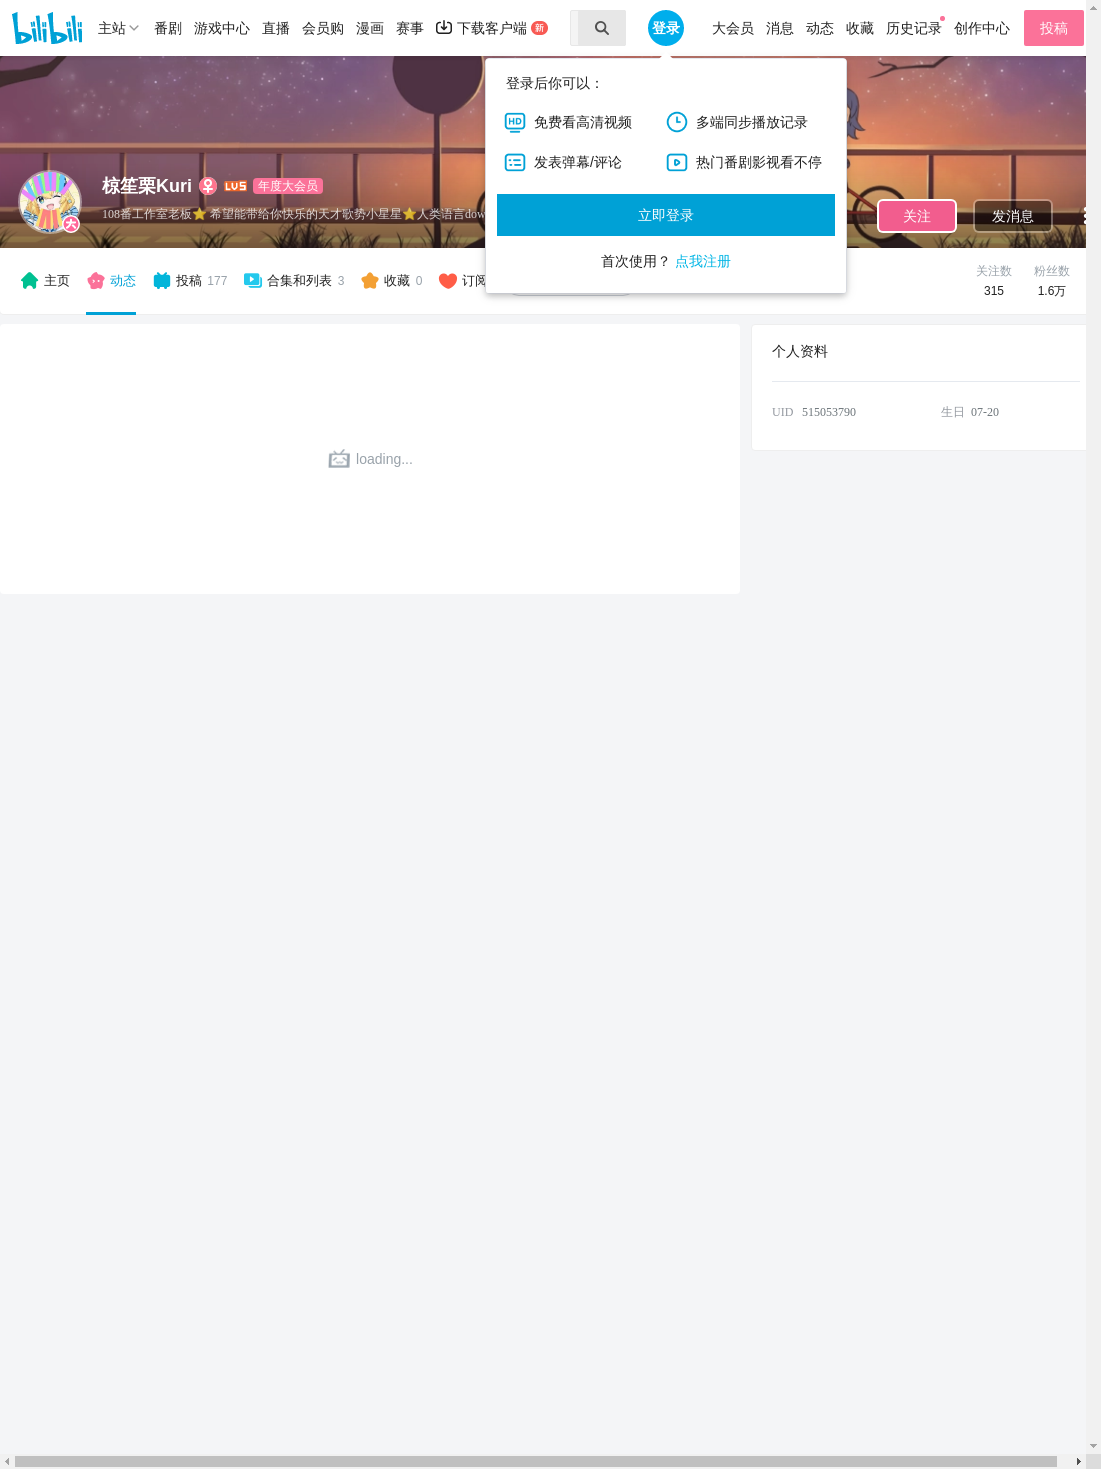 bilibili 主站 番剧 游戏中心 直播 会员购 漫画 赛事 下载客户端 新 登录 大会员 消息 动态 收藏 历史记录 创作中心 投稿
登录后你可以：
HD 免费看高清视频 多端同步播放记录
发表弹幕/评论 热门番剧影视看不停
立即登录
首次使用？ 点我注册
椋笙栗Kuri LV5 年度大会员
大
108番工作室老板⭐ 希望能带给你快乐的天才歌势小星星⭐人类语言dow
关注 发消息
主页 动态 投稿 177 合集和列表 3 收藏 0 订阅
关注数 粉丝数
315 1.6万
loading...
个人资料
UID 515053790 生日 07-20